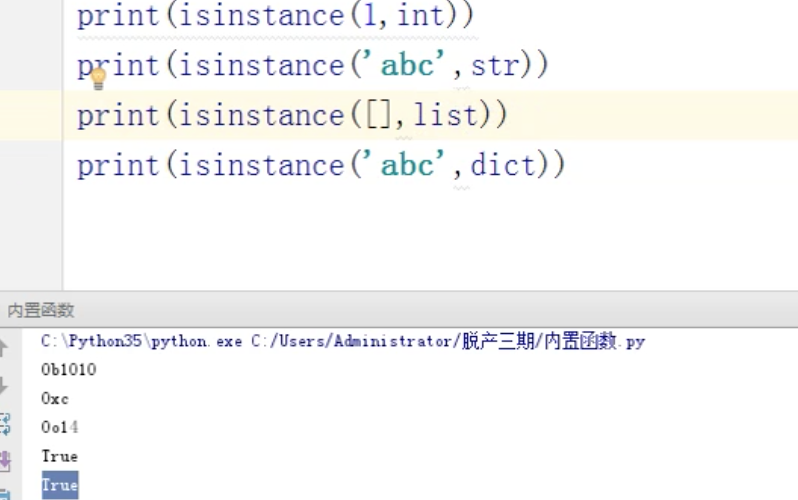 print(isinstance(1,int))
print(isinstance('abc',str))
print(isinstance([],list))
print(isinstance('abc',dict))
内置函数
C:\Python35\python.exe C:/Users/Administrator/脱产三期/内置函数.py
0b1010
0xc
0o14
True
True